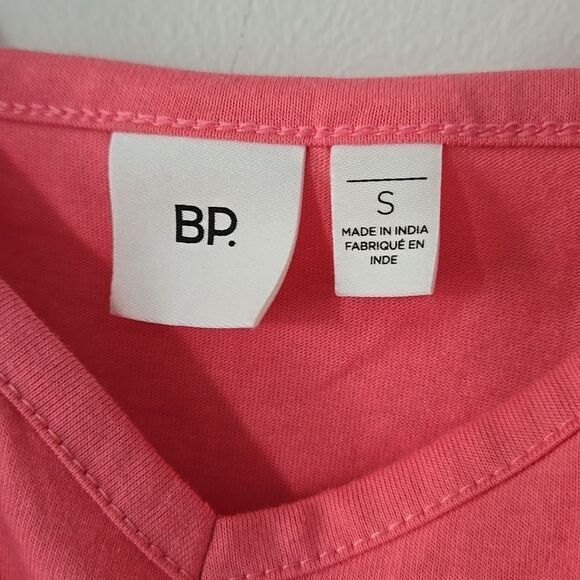 BP.
S
MADE IN INDIA
FABRIQUÉ EN
INDE